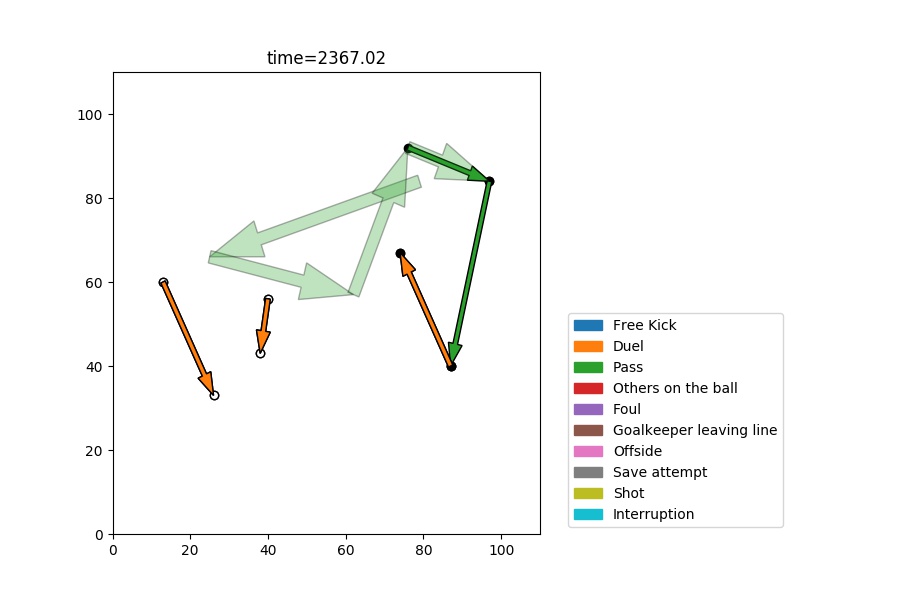 time=2367.02
100
80
60
40
20
0
0 20 40 60 80 100
Free Kick
Duel
Pass
Others on the ball
Foul
Goalkeeper leaving line
Offside
Save attempt
Shot
Interruption